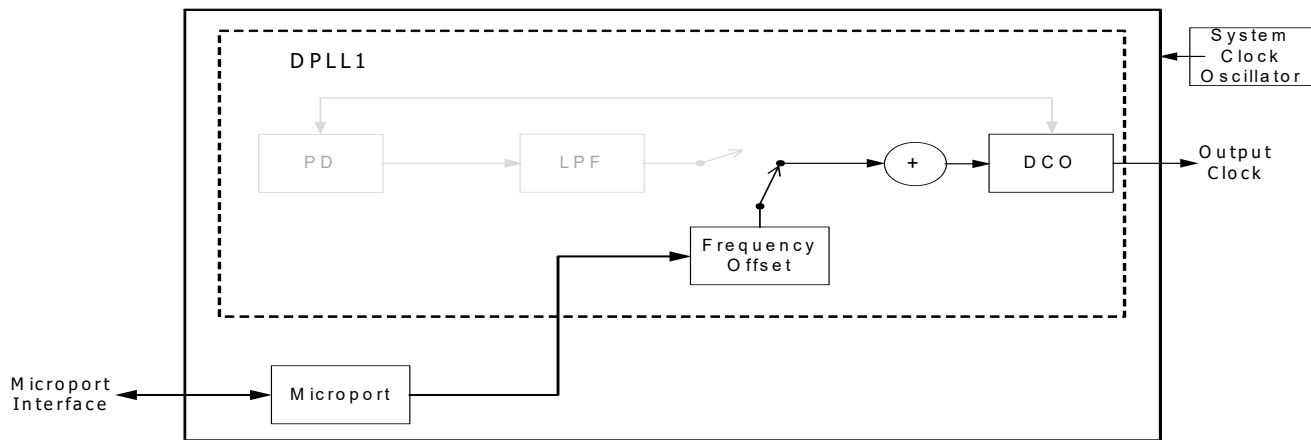 DPLL1
System
Clock
Oscillator
PD
LPF
+
DCO
Output
Clock
Frequency
Offset
Microport
Interface
Microport